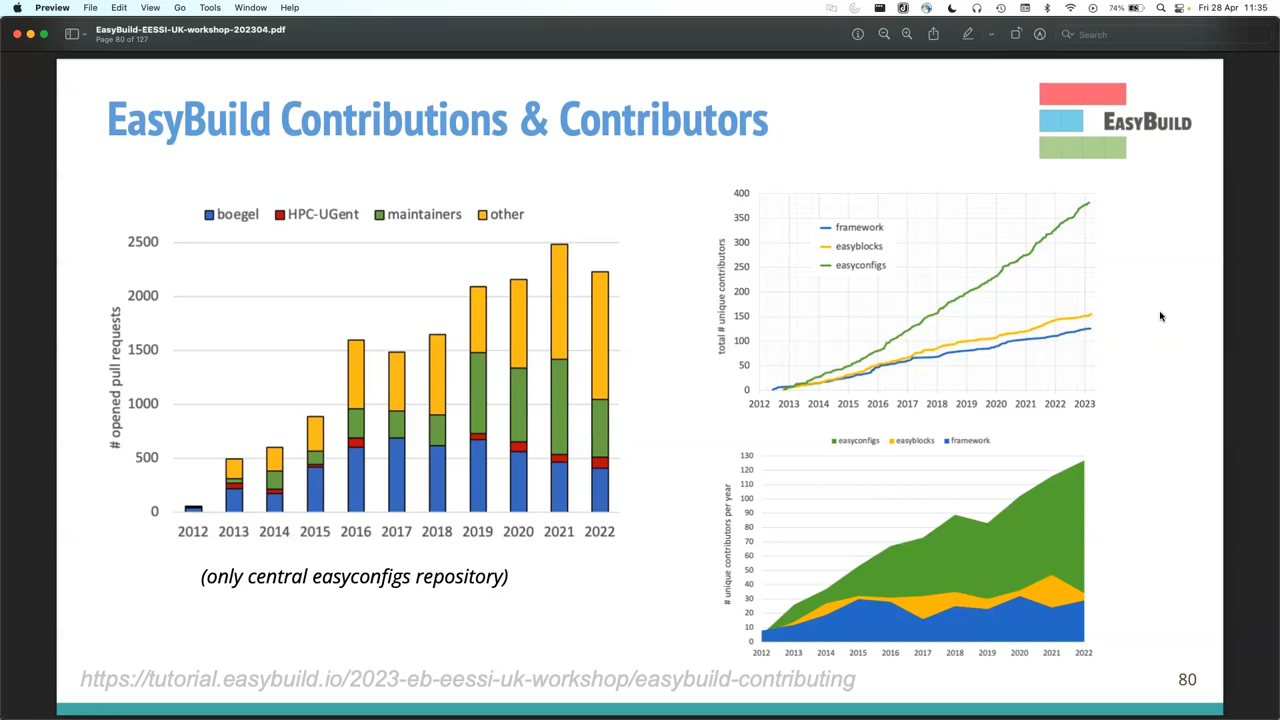 Preview File Edit View Go Tools Window Help
74% Fri 28 Apr 11:35
EasyBuild-EESSI-UK-workshop-202304.pdf
Page 80 of 127
Search
EasyBuild Contributions & Contributors
EASYBUILD
boegel HPC-UGent maintainers other
# opened pull requests
2500
2000
1500
1000
500
0
2012 2013 2014 2015 2016 2017 2018 2019 2020 2021 2022
(only central easyconfigs repository)
total # unique contributors
400
350
300
250
200
150
100
50
0
framework
easyblocks
easyconfigs
2012 2013 2014 2015 2016 2017 2018 2019 2020 2021 2022 2023
easyconfigs easyblocks framework
# unique contributors per year
130
120
110
100
90
80
70
60
50
40
30
20
10
0
2012 2013 2014 2015 2016 2017 2018 2019 2020 2021 2022
https://tutorial.easybuild.io/2023-eb-eessi-uk-workshop/easybuild-contributing
80